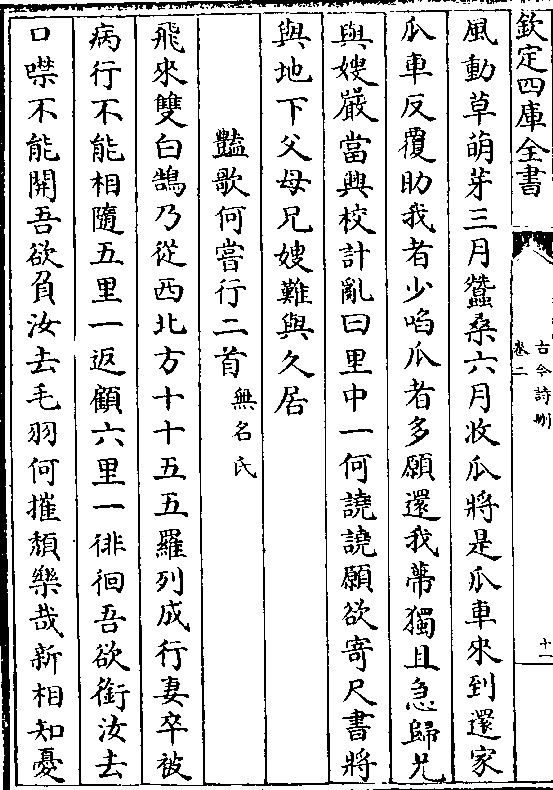 欽定四庫全書
古今詩刪
卷二
十一
風動草萌芽三月蠶桑六月收瓜將是瓜車來到還家
瓜車反覆助我者少啗瓜者多願還我蔕獨且急歸兄
與嫂嚴當興校計亂曰里中一何譊譊願欲寄尺書將
與地下父母兄嫂難與久居
豔歌何嘗行二首無名氏
飛來雙白鵠乃從西北方十十五五羅列成行妻卒被
病行不能相隨五里一返顧六里一徘徊吾欲銜汝去
口噤不能開吾欲負汝去毛羽何摧頽樂哉新相知憂